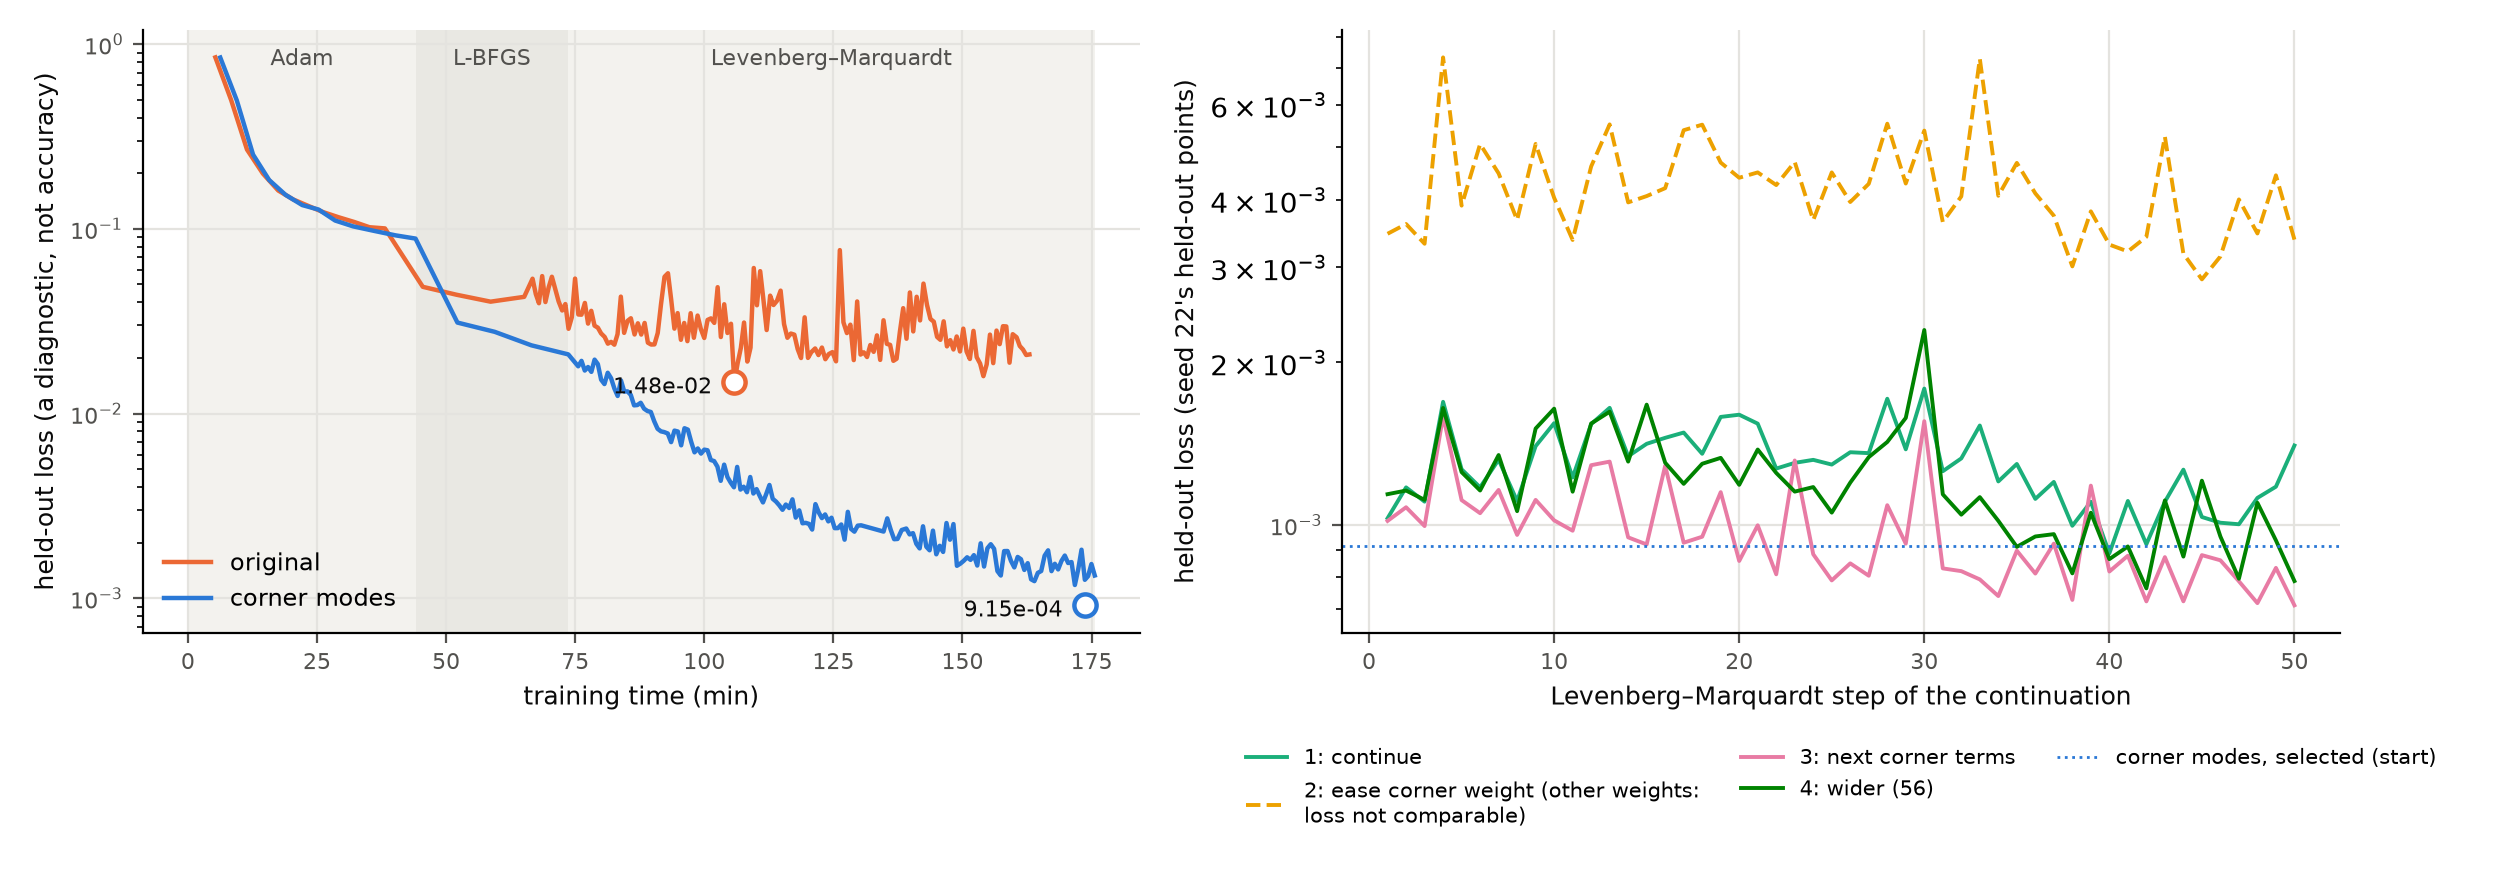 Adam
L-BFGS
Levenberg–Marquardt
held-out loss (a diagnostic, not accuracy)
10⁰
10⁻¹
10⁻²
10⁻³
1.48e-02
9.15e-04
original
corner modes
0
25
50
75
100
125
150
175
training time (min)
held-out loss (seed 22's held-out points)
6 × 10⁻³
4 × 10⁻³
3 × 10⁻³
2 × 10⁻³
10⁻³
0
10
20
30
40
50
Levenberg–Marquardt step of the continuation
1: continue
2: ease corner weight (other weights:
loss not comparable)
3: next corner terms
4: wider (56)
corner modes, selected (start)